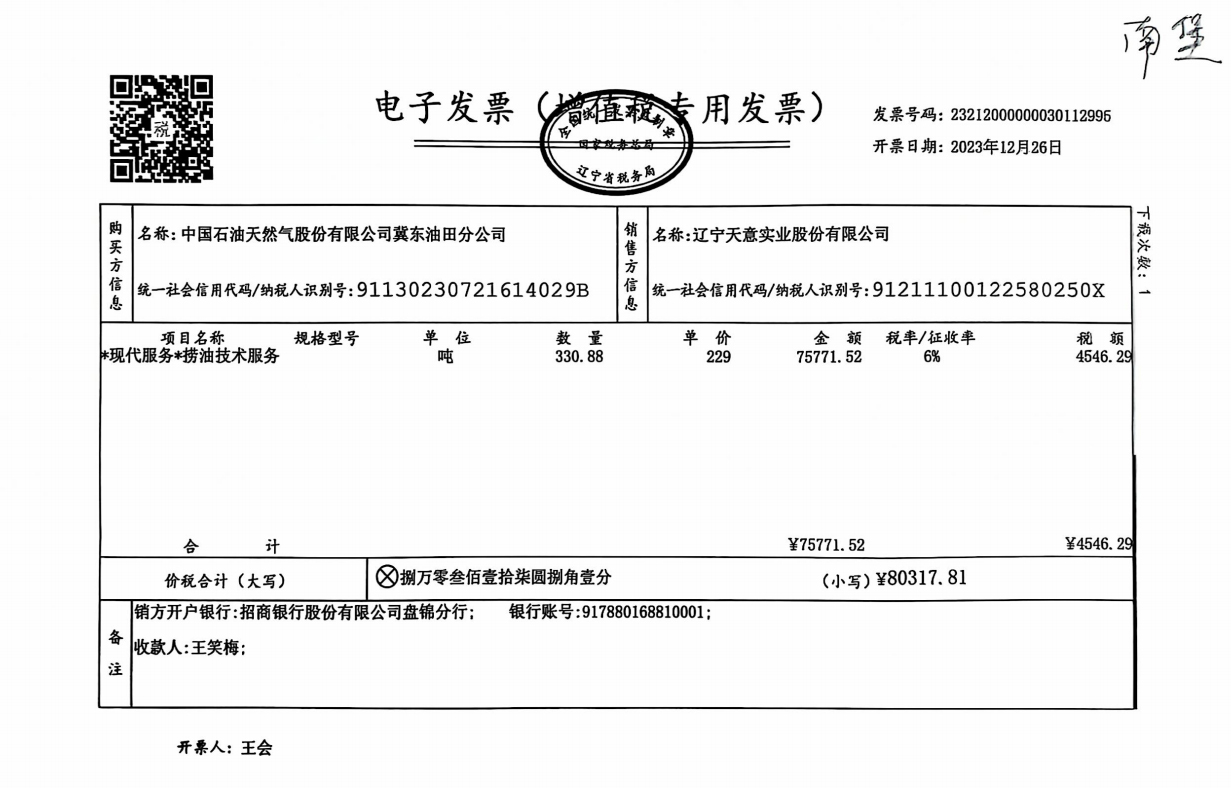 南堡
电子发票（增值税专用发票）
全国统一发票监制章
国家税务总局
辽宁省税务局
税
发票号码：23212000000030112995
开票日期：2023年12月26日
下载次数：1
购买方信息
名称：中国石油天然气股份有限公司冀东油田分公司
统一社会信用代码/纳税人识别号：91130230721614029B
销售方信息
名称：辽宁天意实业股份有限公司
统一社会信用代码/纳税人识别号：91211100122580250X
项目名称 规格型号 单位 数量 单价 金额 税率/征收率 税额
*现代服务*捞油技术服务 吨 330.88 229 75771.52 6% 4546.29
合计 ¥75771.52 ¥4546.29
价税合计（大写） ⊗捌万零叁佰壹拾柒圆捌角壹分 （小写）¥80317.81
备注
销方开户银行：招商银行股份有限公司盘锦分行； 银行账号：917880168810001；
收款人：王笑梅；
开票人：王会